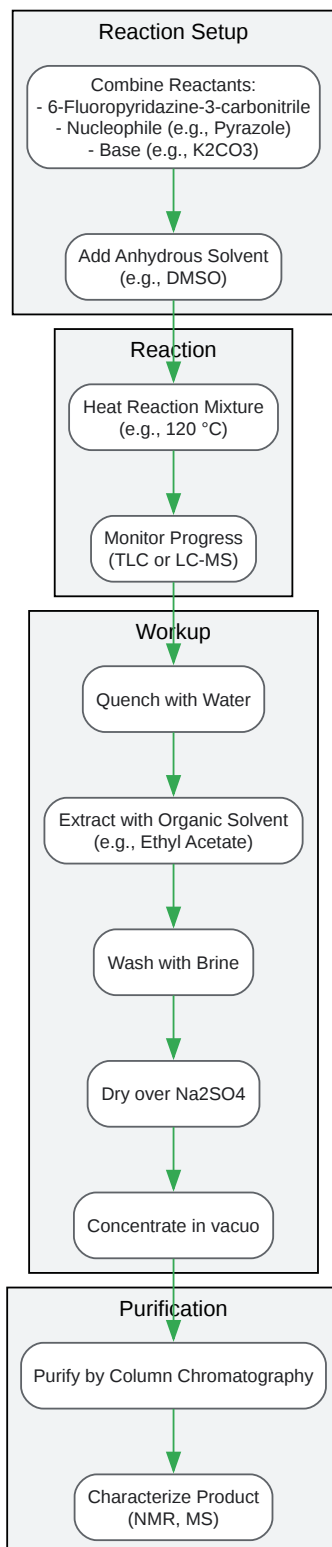 Reaction Setup
Combine Reactants:
- 6-Fluoropyridazine-3-carbonitrile
- Nucleophile (e.g., Pyrazole)
- Base (e.g., K2CO3)
Add Anhydrous Solvent
(e.g., DMSO)
Reaction
Heat Reaction Mixture
(e.g., 120 °C)
Monitor Progress
(TLC or LC-MS)
Workup
Quench with Water
Extract with Organic Solvent
(e.g., Ethyl Acetate)
Wash with Brine
Dry over Na2SO4
Concentrate in vacuo
Purification
Purify by Column Chromatography
Characterize Product
(NMR, MS)